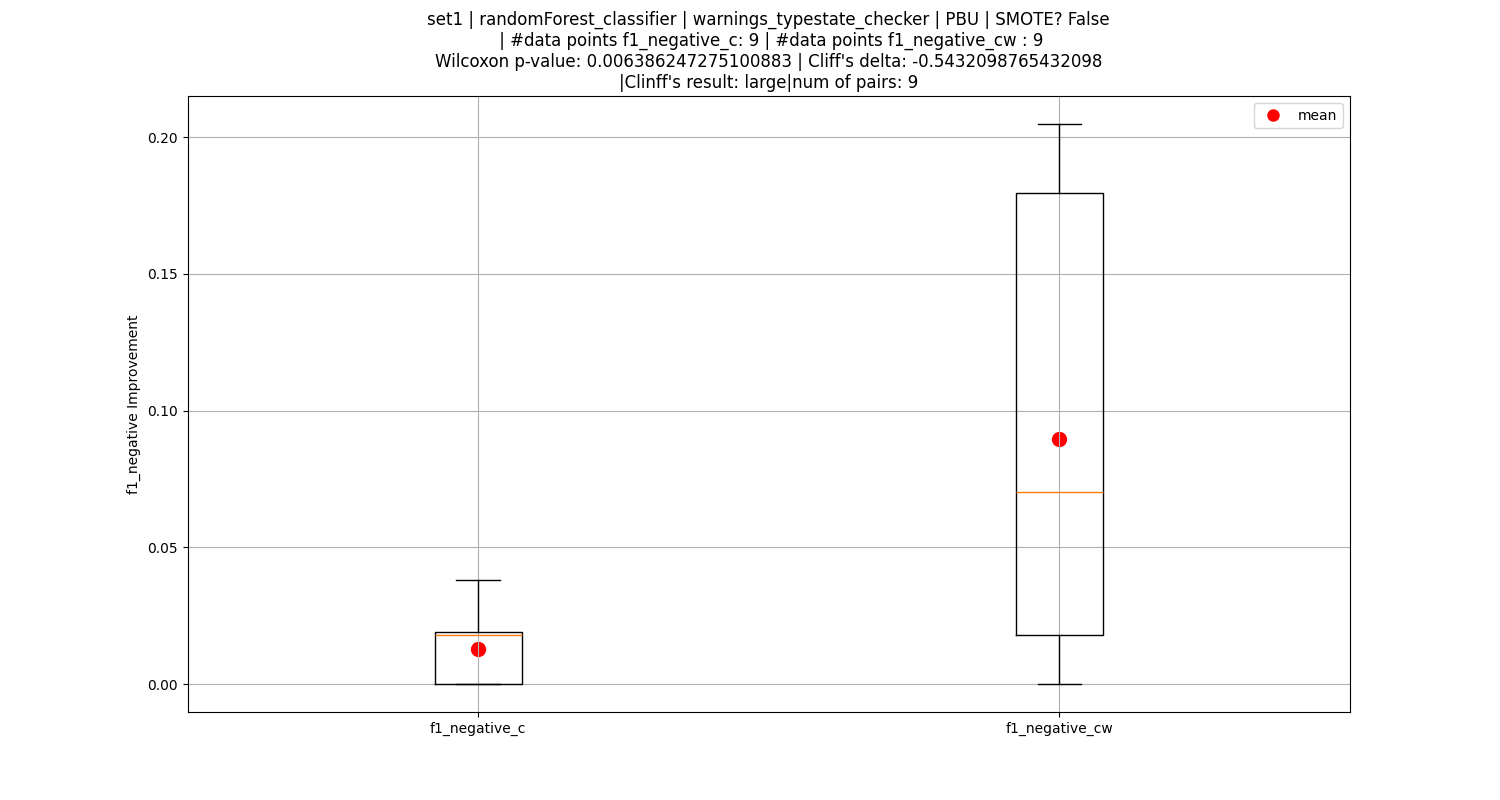 set1 | randomForest_classifier | warnings_typestate_checker | PBU | SMOTE? False
| #data points f1_negative_c: 9 | #data points f1_negative_cw : 9
Wilcoxon p-value: 0.006386247275100883 | Cliff's delta: -0.5432098765432098
|Clinff's result: large|num of pairs: 9
mean
0.20
0.15
0.10
0.05
0.00
f1_negative Improvement
f1_negative_c
f1_negative_cw